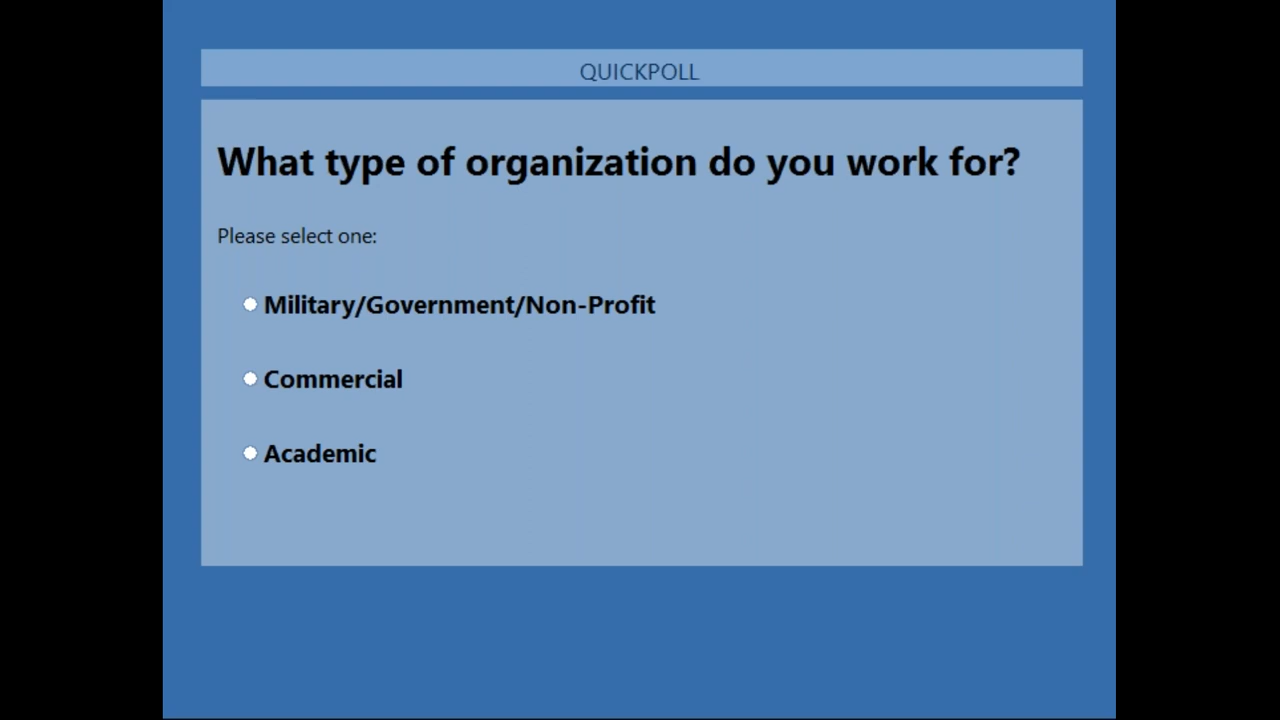 QUICKPOLL
What type of organization do you work for?
Please select one:
Military/Government/Non-Profit
Commercial
Academic